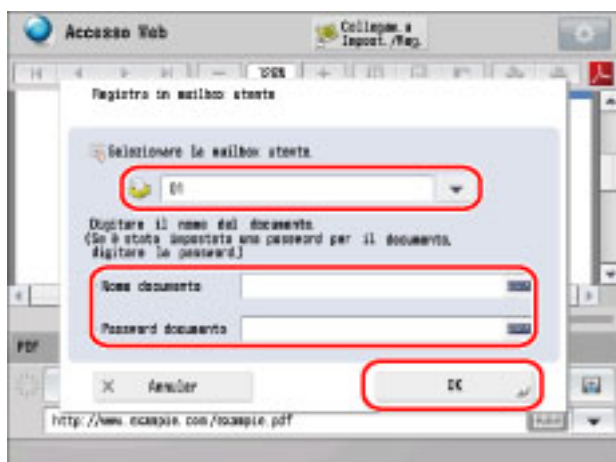 Accesso Web
Collegam.a
Impost./Reg.
Registra in mailbox utente
Selezionare la mailbox utente.
01
Digitare il nome del documento.
(Se è stata impostata una password per il documento,
digitare la password.)
Nome documento
Password documento
PDF
Annulla
OK
http://www.example.com/example.pdf